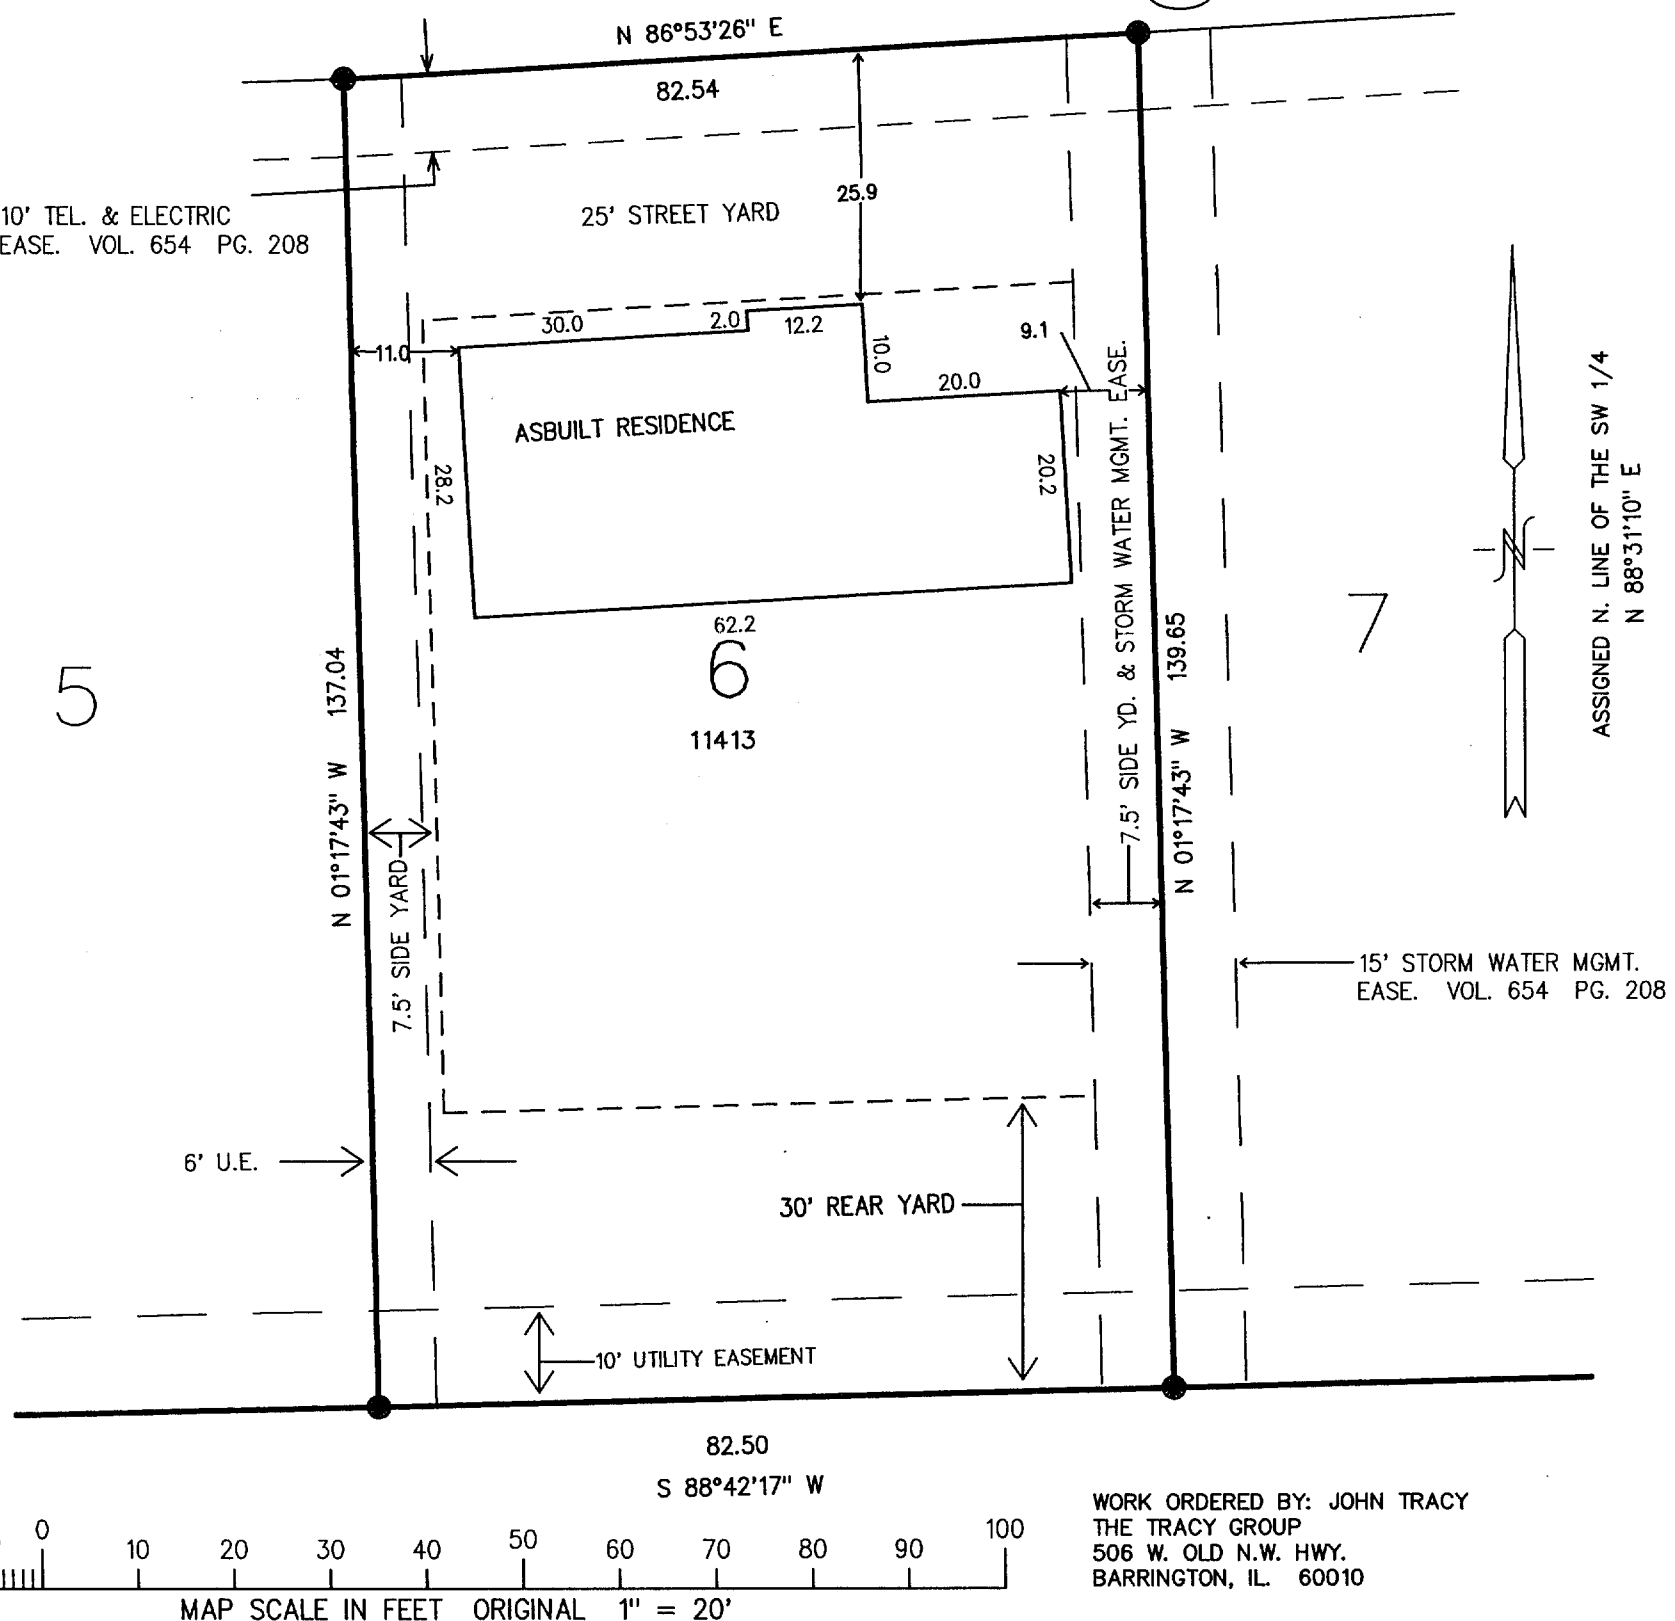 N 86°53'26" E
82.54
10' TEL. & ELECTRIC
EASE. VOL. 654 PG. 208
25' STREET YARD
25.9
30.0
2.0
12.2
11.0
10.0
9.1
20.0
ASBUILT RESIDENCE
28.2
20.2
62.2
5
6
7
11413
N 01°17'43" W 137.04
7.5' SIDE YARD
7.5' SIDE YD. & STORM WATER MGMT. EASE.
N 01°17'43" W 139.65
N
ASSIGNED N. LINE OF THE SW 1/4
N 88°31'10" E
15' STORM WATER MGMT.
EASE. VOL. 654 PG. 208
6' U.E.
30' REAR YARD
10' UTILITY EASEMENT
82.50
S 88°42'17" W
0 10 20 30 40 50 60 70 80 90 100
MAP SCALE IN FEET ORIGINAL 1" = 20'
WORK ORDERED BY: JOHN TRACY
THE TRACY GROUP
506 W. OLD N.W. HWY.
BARRINGTON, IL. 60010